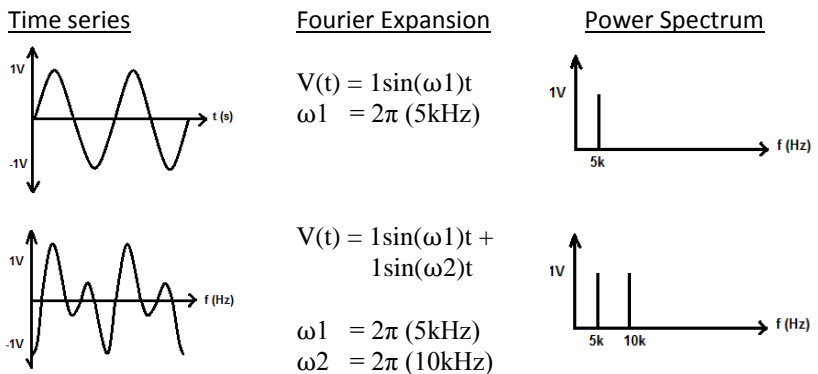 Time series Fourier Expansion Power Spectrum
1V
t (s)
-1V
V(t) = 1sin(ω1)t
ω1 = 2π (5kHz)
1V
f (Hz)
5k
1V
f (Hz)
-1V
V(t) = 1sin(ω1)t +
1sin(ω2)t
ω1 = 2π (5kHz)
ω2 = 2π (10kHz)
1V
f (Hz)
5k 10k